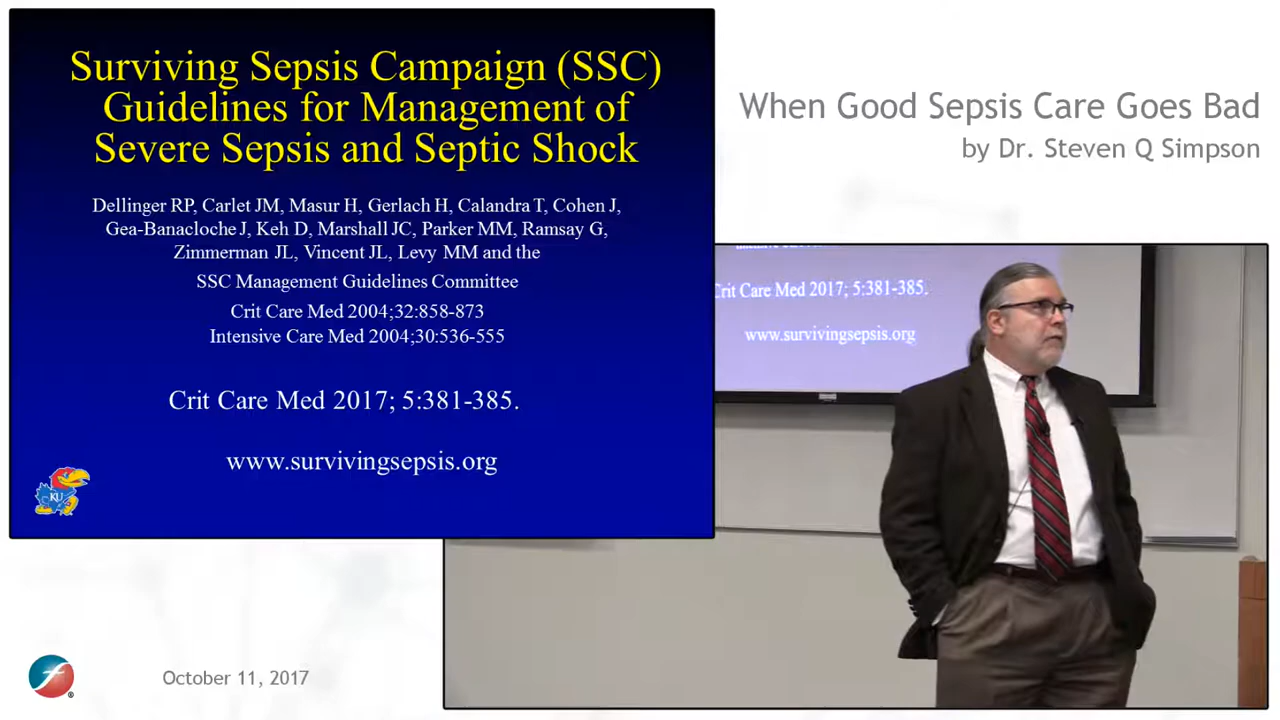 Surviving Sepsis Campaign (SSC)
Guidelines for Management of
Severe Sepsis and Septic Shock
Dellinger RP, Carlet JM, Masur H, Gerlach H, Calandra T, Cohen J,
Gea-Banacloche J, Keh D, Marshall JC, Parker MM, Ramsay G,
Zimmerman JL, Vincent JL, Levy MM and the
SSC Management Guidelines Committee
Crit Care Med 2004;32:858-873
Intensive Care Med 2004;30:536-555
Crit Care Med 2017; 5:381-385.
www.survivingsepsis.org
KU
When Good Sepsis Care Goes Bad
by Dr. Steven Q Simpson
Crit Care Med 2017; 5:381-385.
www.survivingsepsis.org
October 11, 2017